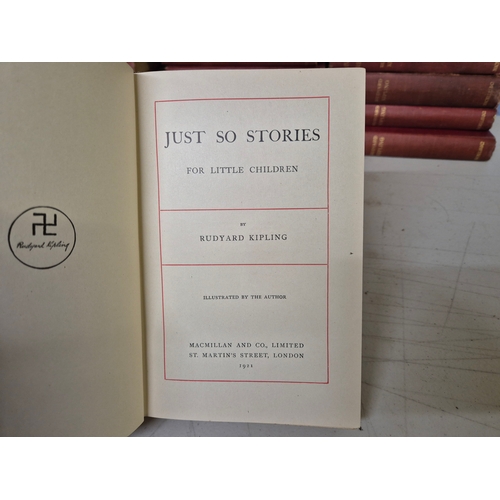 Rudyard Kipling
JUST SO STORIES
FOR LITTLE CHILDREN
BY
RUDYARD KIPLING
ILLUSTRATED BY THE AUTHOR
MACMILLAN AND CO., LIMITED
ST. MARTIN'S STREET, LONDON
1911